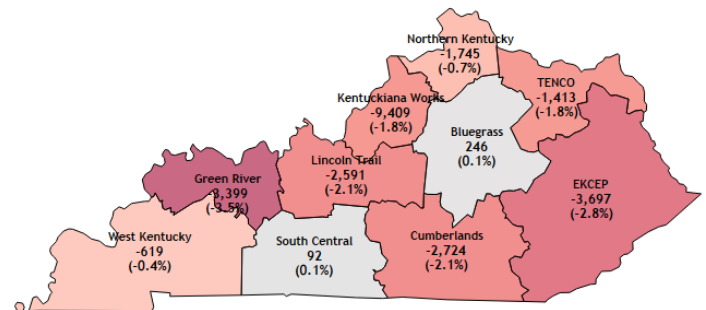 Northern Kentucky
-1,745
(-0.7%)
TENCO
-1,413
(-1.8%)
Kentuckiana Works
-9,409
(-1.8%)
Bluegrass
246
(0.1%)
Lincoln Trail
-2,591
(-2.1%)
Green River
-3,399
(-3.5%)
EKCEP
-3,697
(-2.8%)
West Kentucky
-619
(-0.4%)
South Central
92
(0.1%)
Cumberlands
-2,724
(-2.1%)